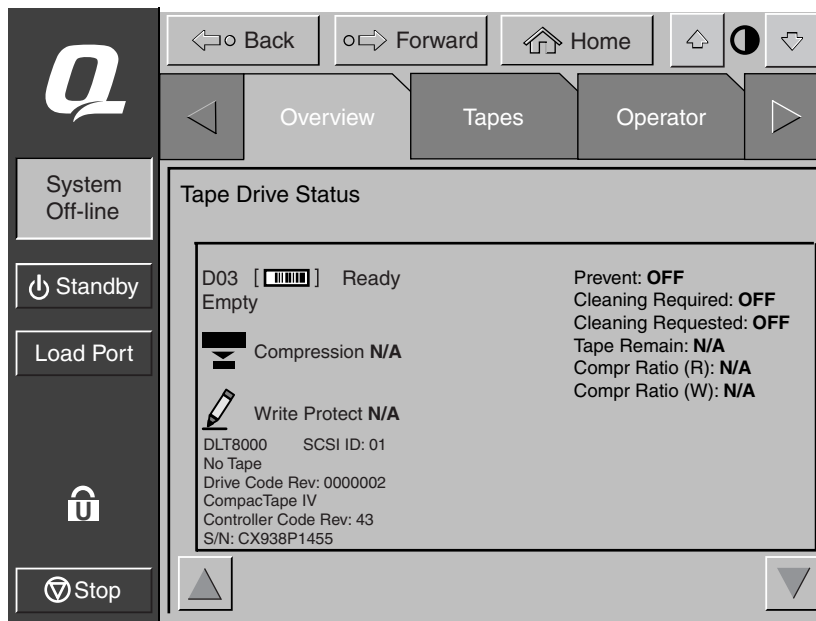 Q
Back
Forward
Home
Overview
Tapes
Operator
System
Off-line
Standby
Load Port
U
Stop
Tape Drive Status
D03 [ ] Ready
Empty
Compression N/A
Write Protect N/A
DLT8000 SCSI ID: 01
No Tape
Drive Code Rev: 0000002
CompacTape IV
Controller Code Rev: 43
S/N: CX938P1455
Prevent: OFF
Cleaning Required: OFF
Cleaning Requested: OFF
Tape Remain: N/A
Compr Ratio (R): N/A
Compr Ratio (W): N/A